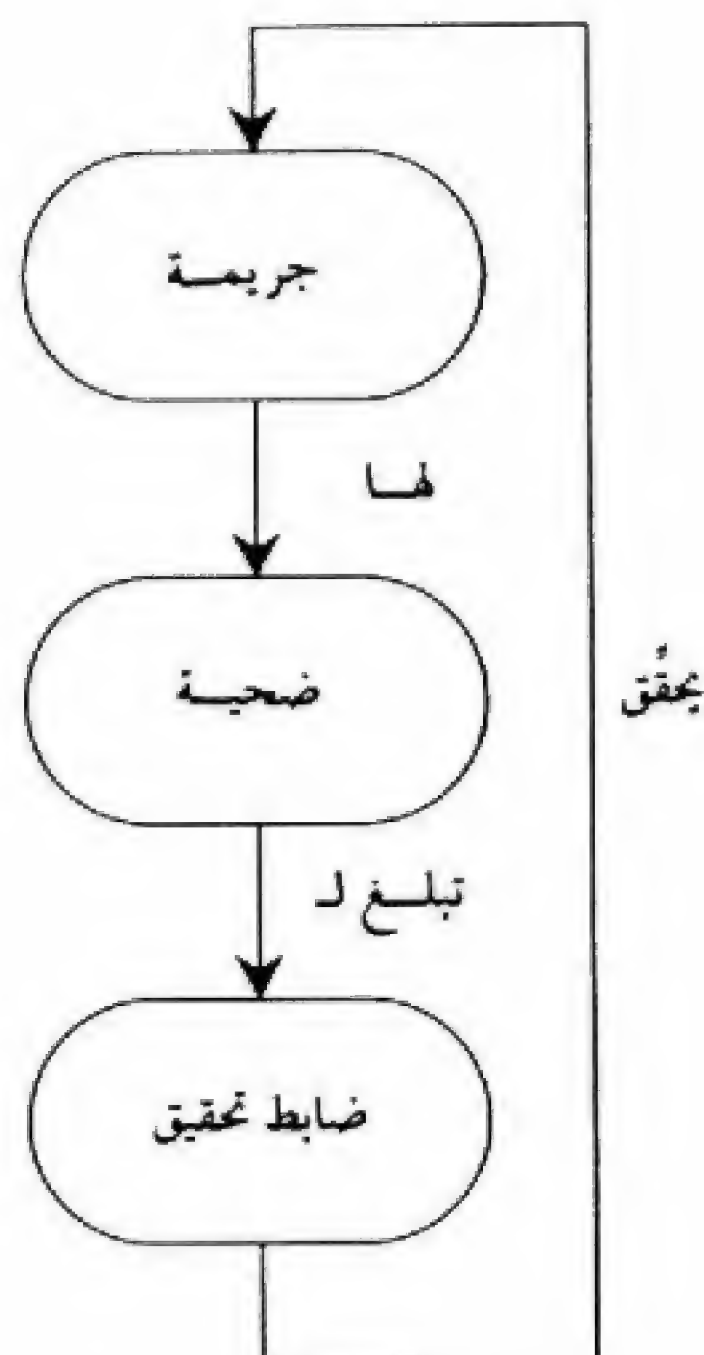 جريمة
لها
ضحية
يحقق
تبلغ لـ
ضابط تحقيق